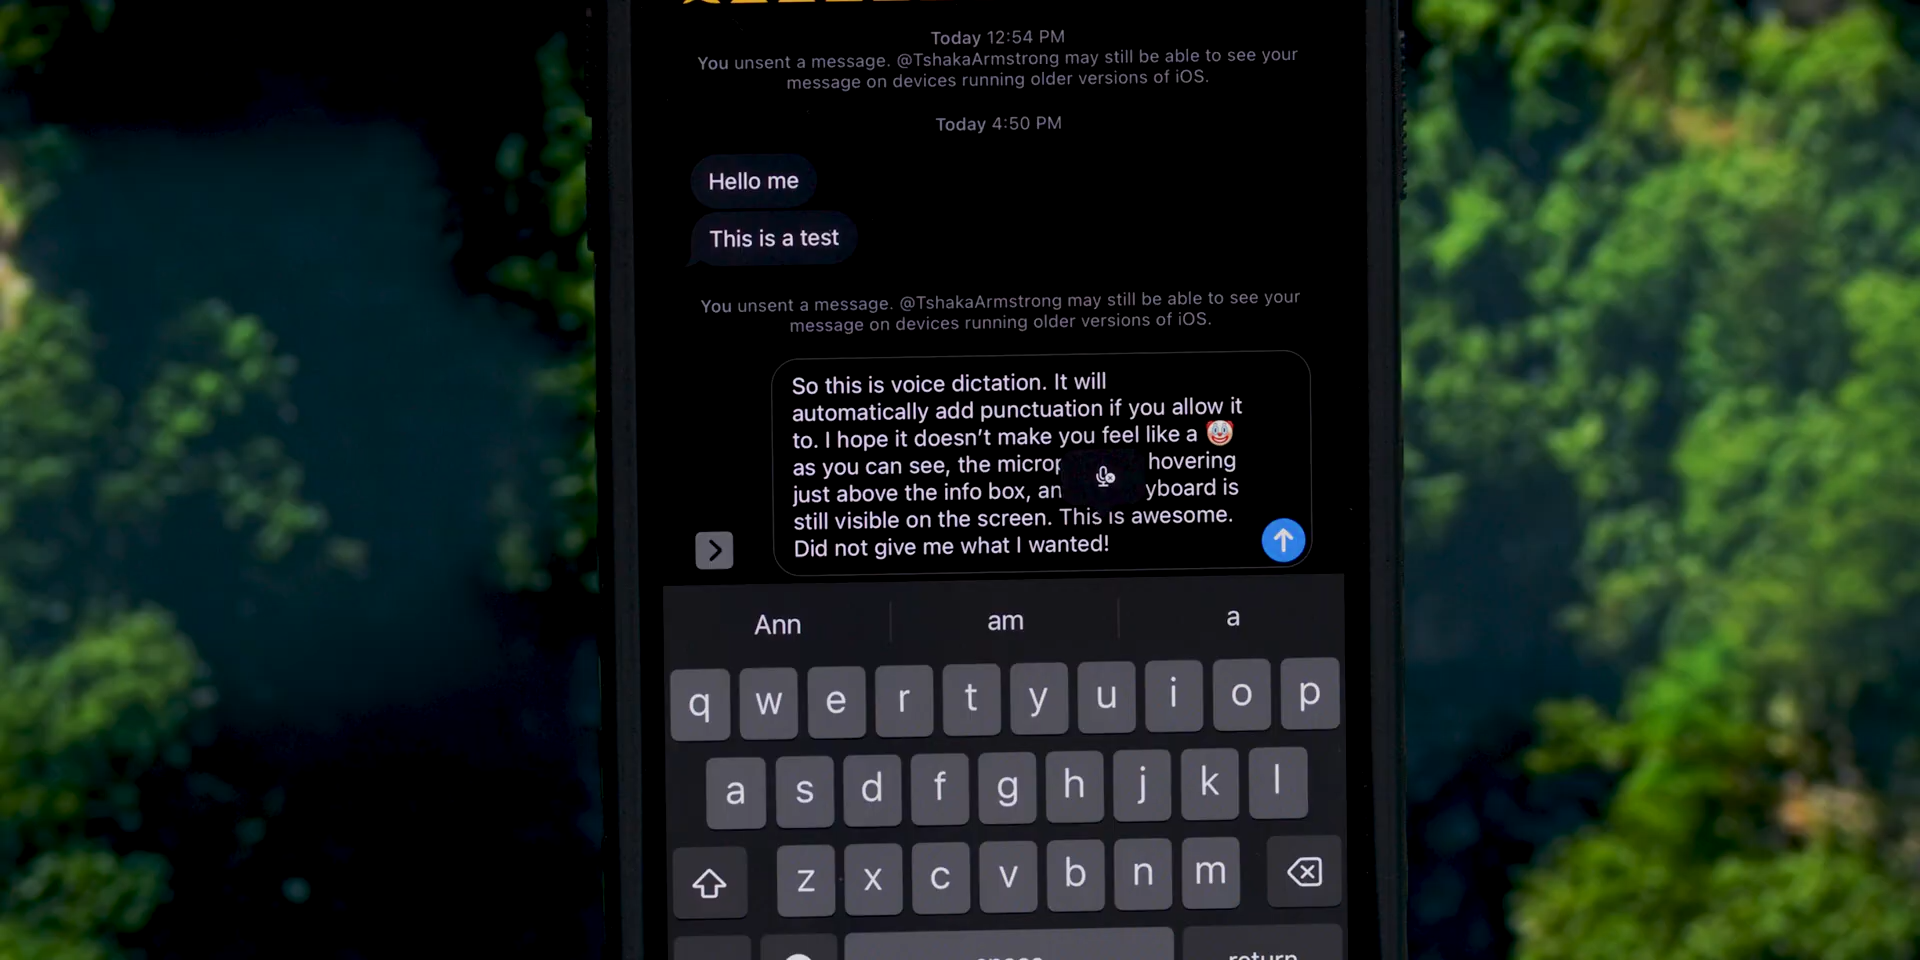 Today 12:54 PM
You unsent a message. @TshakaArmstrong may still be able to see your
message on devices running older versions of iOS.
Today 4:50 PM
Hello me
This is a test
You unsent a message. @TshakaArmstrong may still be able to see your
message on devices running older versions of iOS.
So this is voice dictation. It will
automatically add punctuation if you allow it
to. I hope it doesn't make you feel like a 🤡
as you can see, the hovering
just above the info box, is
still visible on the screen. This is awesome.
Did not give me what I wanted!
Ann am a
q w e r t y u i o p
a s d f g h j k l
z x c v b n m
space return